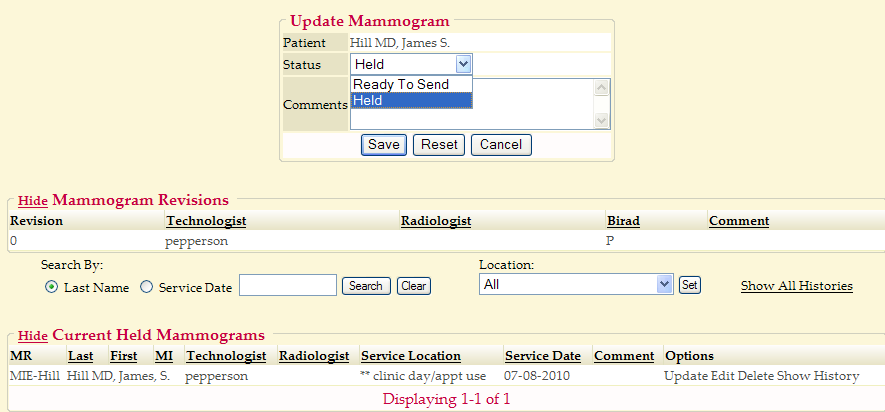 Update Mammogram
Patient Hill MD, James S.
Status Held
Ready To Send
Comments Held
Save Reset Cancel
Hide Mammogram Revisions
Revision Technologist Radiologist Birad Comment
0 pepperson P
Search By: Location:
Last Name Service Date Search Clear All Set Show All Histories
Hide Current Held Mammograms
MR Last First MI Technologist Radiologist Service Location Service Date Comment Options
MIE-Hill Hill MD, James, S. pepperson ** clinic day/appt use 07-08-2010 Update Edit Delete Show History
Displaying 1-1 of 1